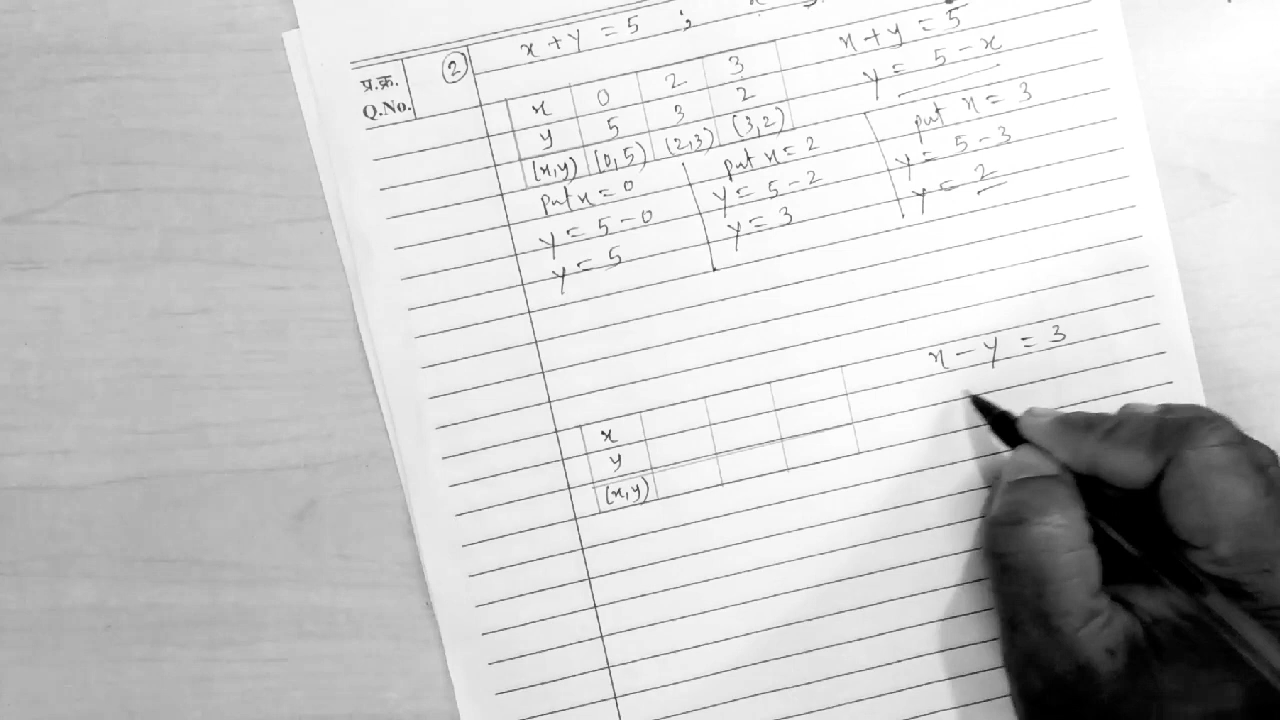 प्र.क्र.
Q.No.
2
x + y = 5 ;
x 0 2 3
y 5 3 2
(x,y) (0,5) (2,3) (3,2)
x + y = 5
y = 5 - x
put x = 0
y = 5 - 0
y = 5
put x = 2
y = 5 - 2
y = 3
put x = 3
y = 5 - 3
y = 2
x - y = 3
x
y
(x,y)